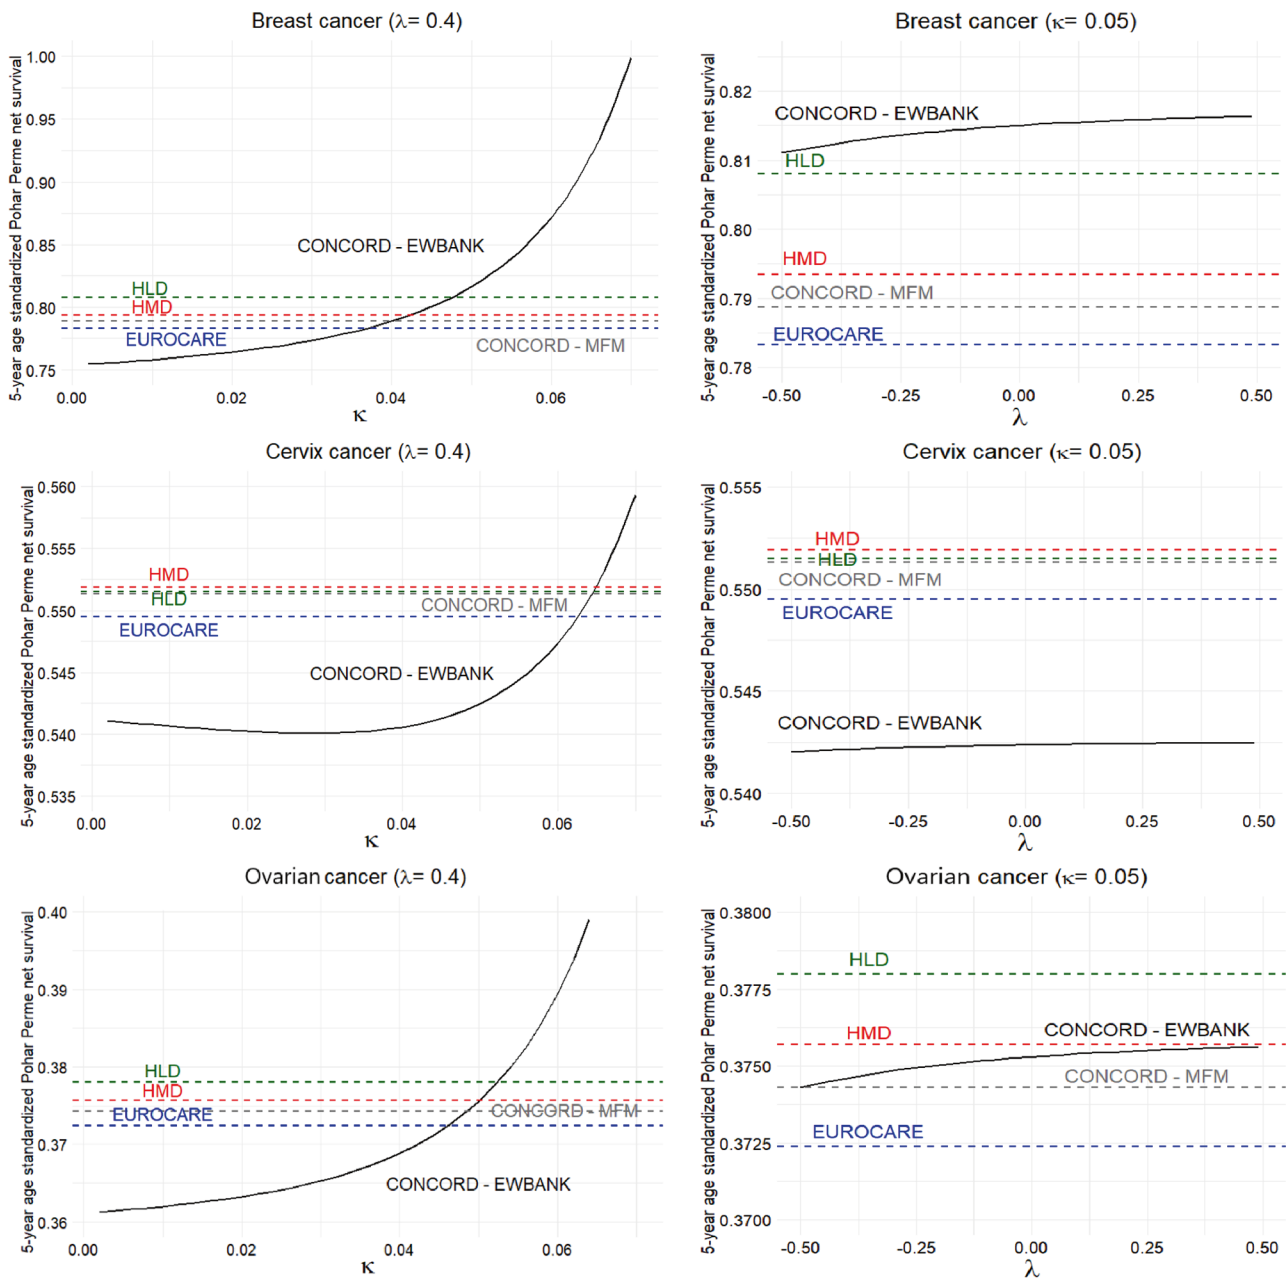 Breast cancer (λ= 0.4)
5-year age standardized Pohar Perme net survival
1.00
0.95
0.90
0.85
0.80
0.75
CONCORD - EWBANK
HLD
HMD
EUROCARE
CONCORD - MFM
0.00 0.02 0.04 0.06
κ
Breast cancer (κ= 0.05)
5-year age standardized Pohar Perme net survival
0.82
0.81
0.80
0.79
0.78
CONCORD - EWBANK
HLD
HMD
CONCORD - MFM
EUROCARE
-0.50 -0.25 0.00 0.25 0.50
λ
Cervix cancer (λ= 0.4)
5-year age standardized Pohar Perme net survival
0.560
0.555
0.550
0.545
0.540
0.535
HMD
HLD
CONCORD - MFM
EUROCARE
CONCORD - EWBANK
0.00 0.02 0.04 0.06
κ
Cervix cancer (κ= 0.05)
5-year age standardized Pohar Perme net survival
0.555
0.550
0.545
0.540
HMD
HLD
CONCORD - MFM
EUROCARE
CONCORD - EWBANK
-0.50 -0.25 0.00 0.25 0.50
λ
Ovarian cancer (λ= 0.4)
5-year age standardized Pohar Perme net survival
0.40
0.39
0.38
0.37
0.36
HLD
HMD
EUROCARE
CONCORD - MFM
CONCORD - EWBANK
0.00 0.02 0.04 0.06
κ
Ovarian cancer (κ= 0.05)
5-year age standardized Pohar Perme net survival
0.3800
0.3775
0.3750
0.3725
0.3700
HLD
HMD
CONCORD - EWBANK
CONCORD - MFM
EUROCARE
-0.50 -0.25 0.00 0.25 0.50
λ